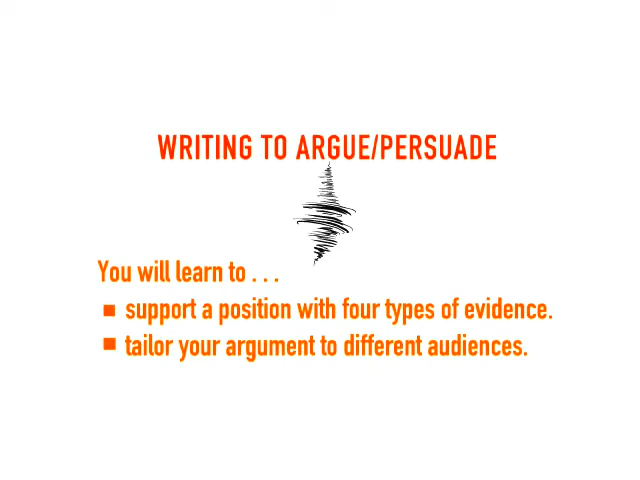 WRITING TO ARGUE/PERSUADE
You will learn to . . .
■ support a position with four types of evidence.
■ tailor your argument to different audiences.